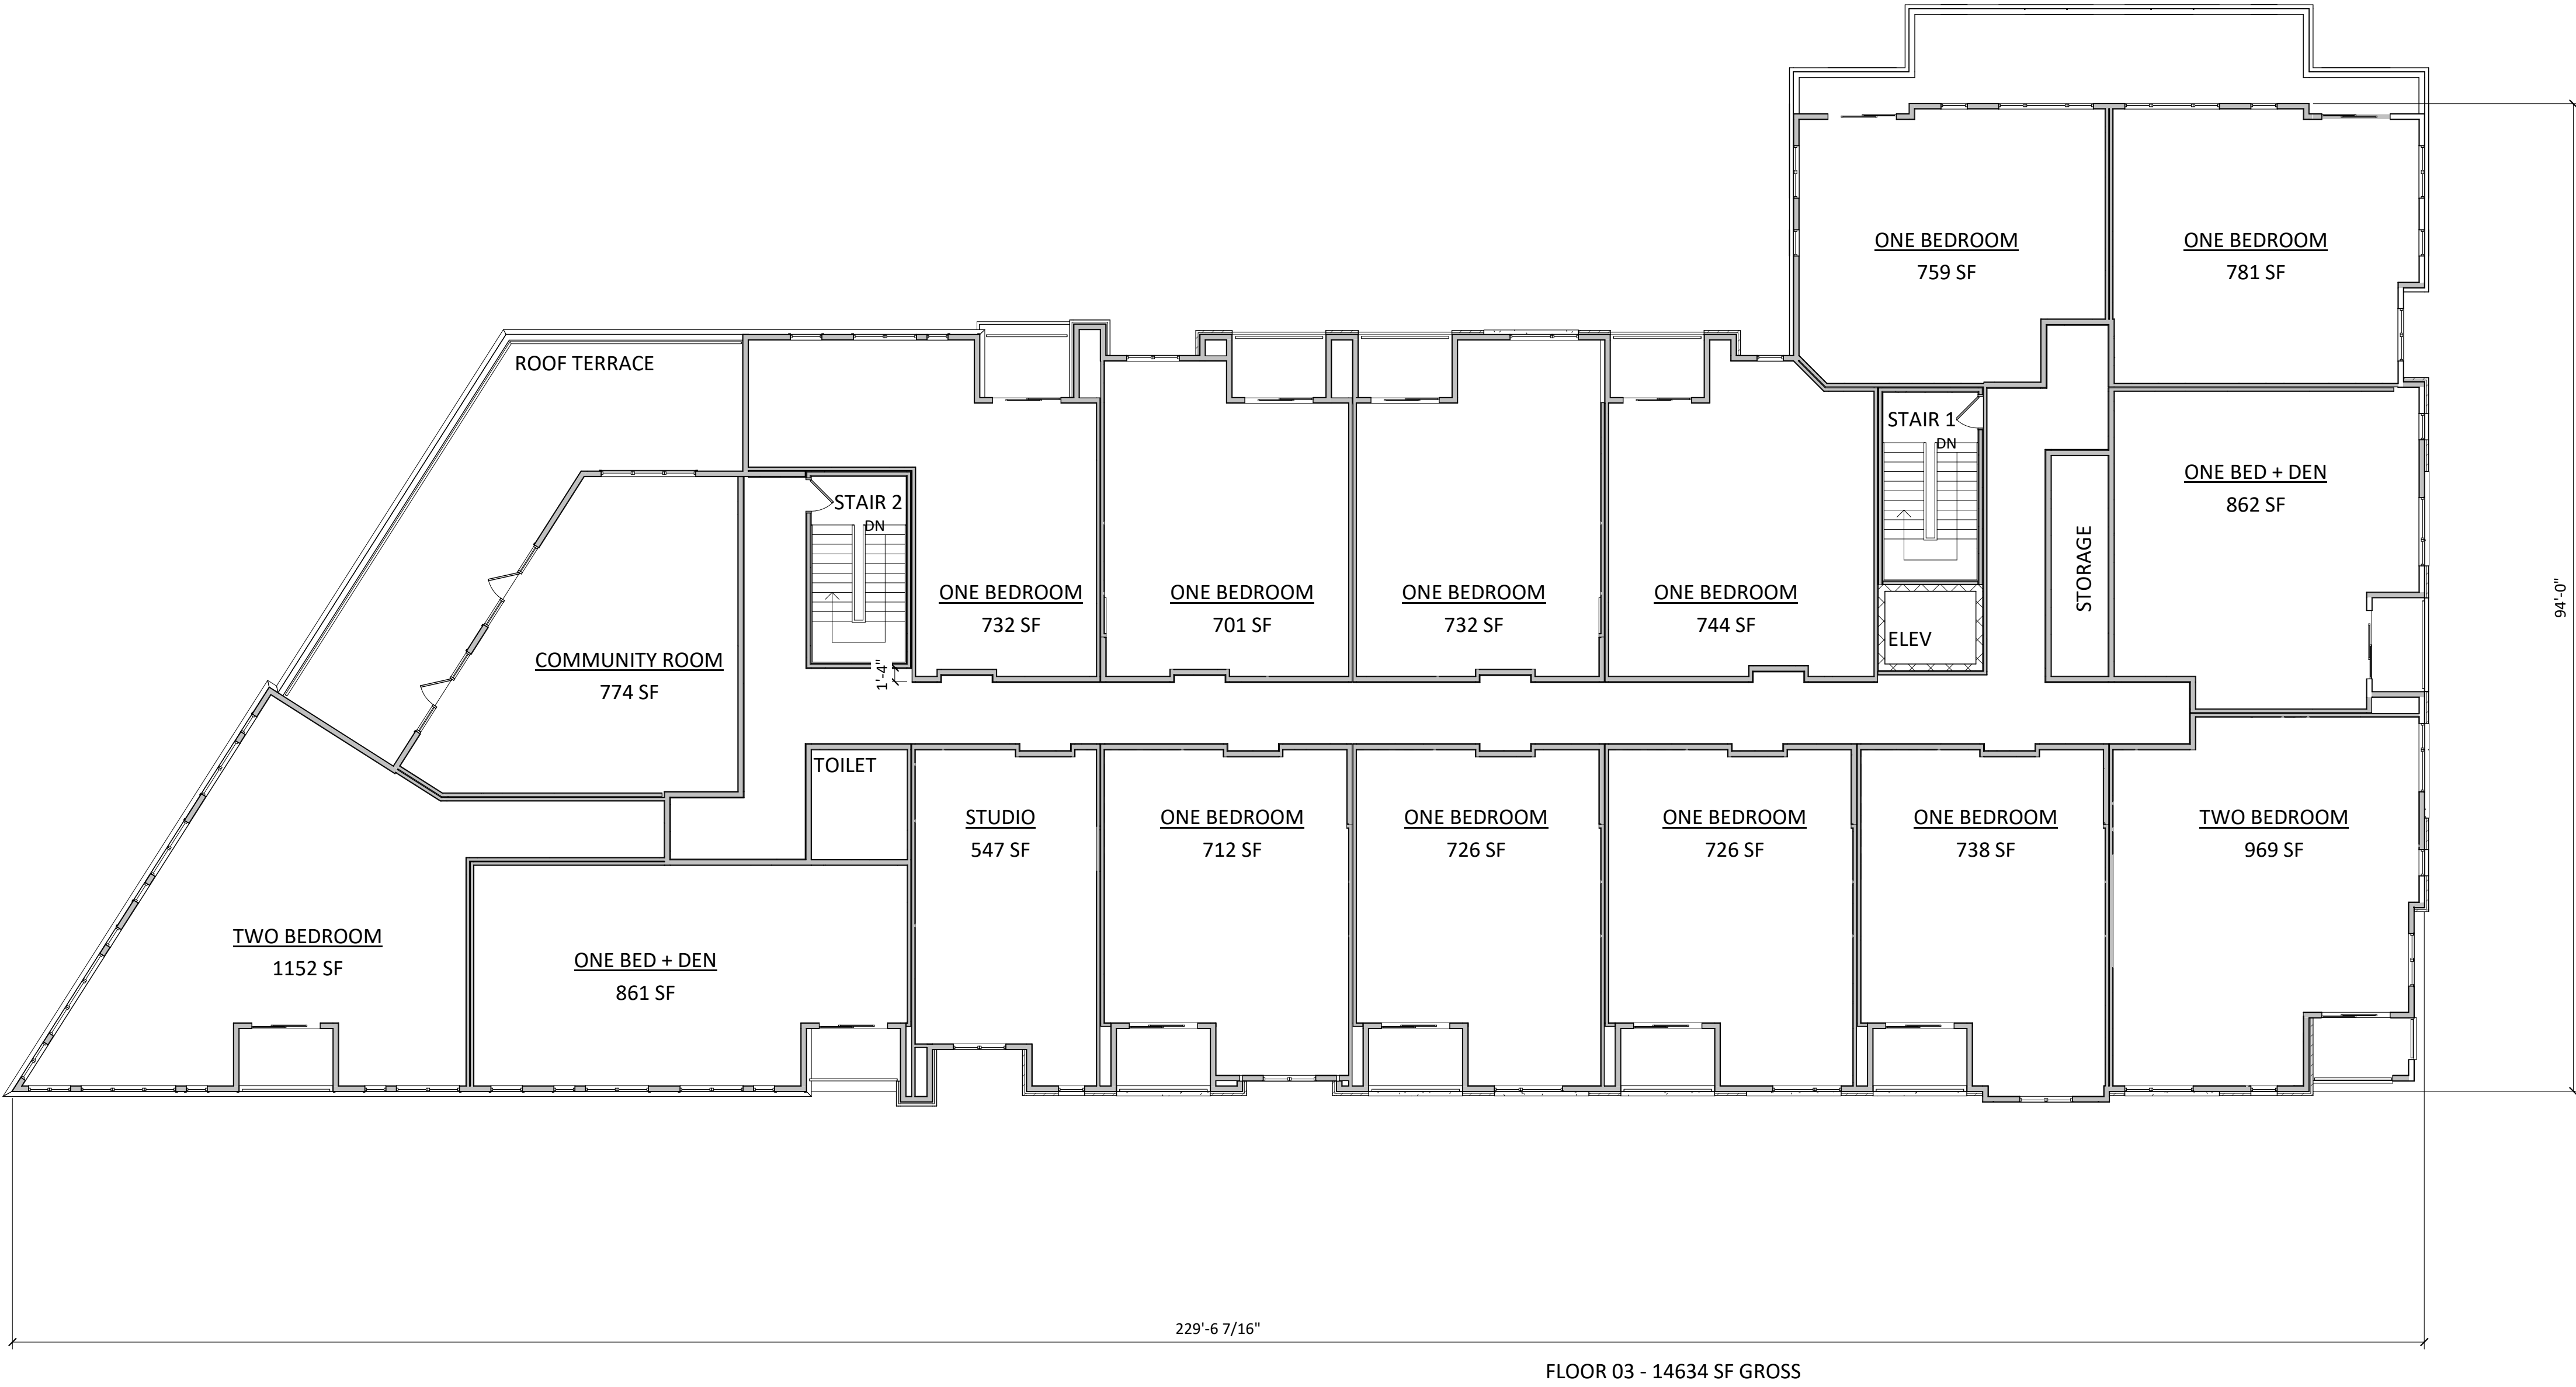 ONE BEDROOM
759 SF
ONE BEDROOM
781 SF
ROOF TERRACE
STAIR 1
DN
ONE BED + DEN
862 SF
STORAGE
STAIR 2
DN
ONE BEDROOM
732 SF
ONE BEDROOM
701 SF
ONE BEDROOM
732 SF
ONE BEDROOM
744 SF
ELEV
94'-0"
COMMUNITY ROOM
774 SF
1'-4"
TOILET
STUDIO
547 SF
ONE BEDROOM
712 SF
ONE BEDROOM
726 SF
ONE BEDROOM
726 SF
ONE BEDROOM
738 SF
TWO BEDROOM
969 SF
TWO BEDROOM
1152 SF
ONE BED + DEN
861 SF
229'-6 7/16"
FLOOR 03 - 14634 SF GROSS